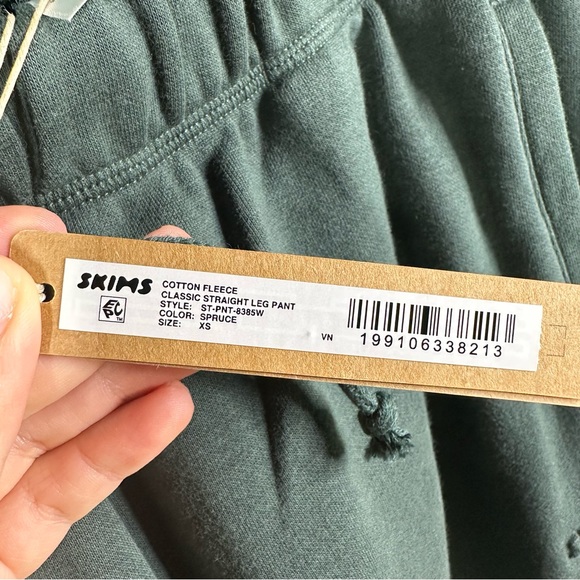 SKIMS
COTTON FLEECE
CLASSIC STRAIGHT LEG PANT
STYLE: ST-PNT-8385W
COLOR: SPRUCE
SIZE: XS
VN
199106338213